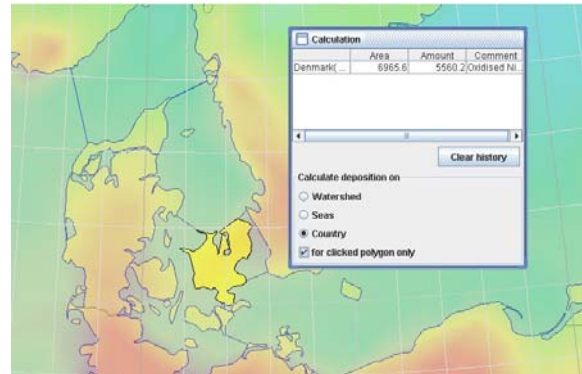 Calculation
Area Amount Comment
Denmark( ... 6965.6 5560.2 Oxidised Ni...
Clear history
Calculate deposition on
Watershed
Seas
Country
for clicked polygon only